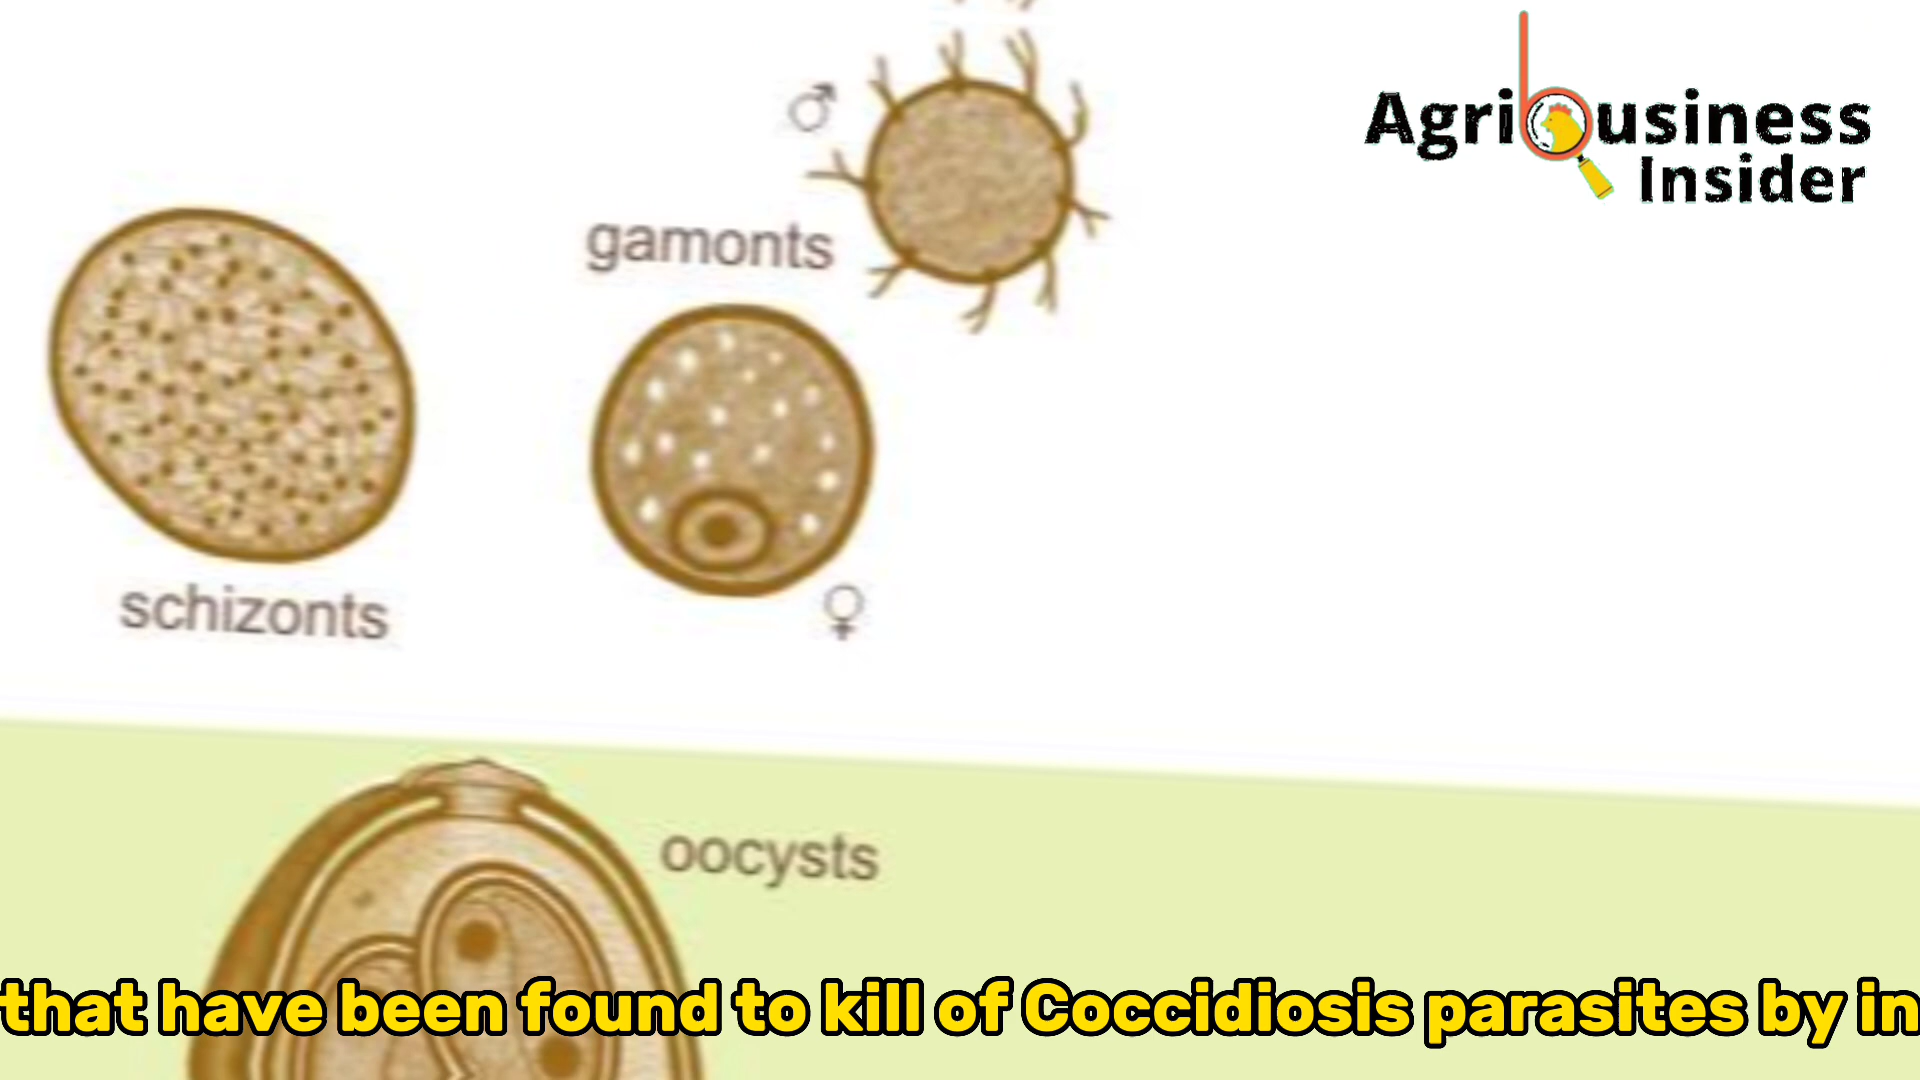 ♂
Agribusiness
Insider
gamonts
schizonts
♀
oocysts
that have been found to kill of Coccidiosis parasites by in